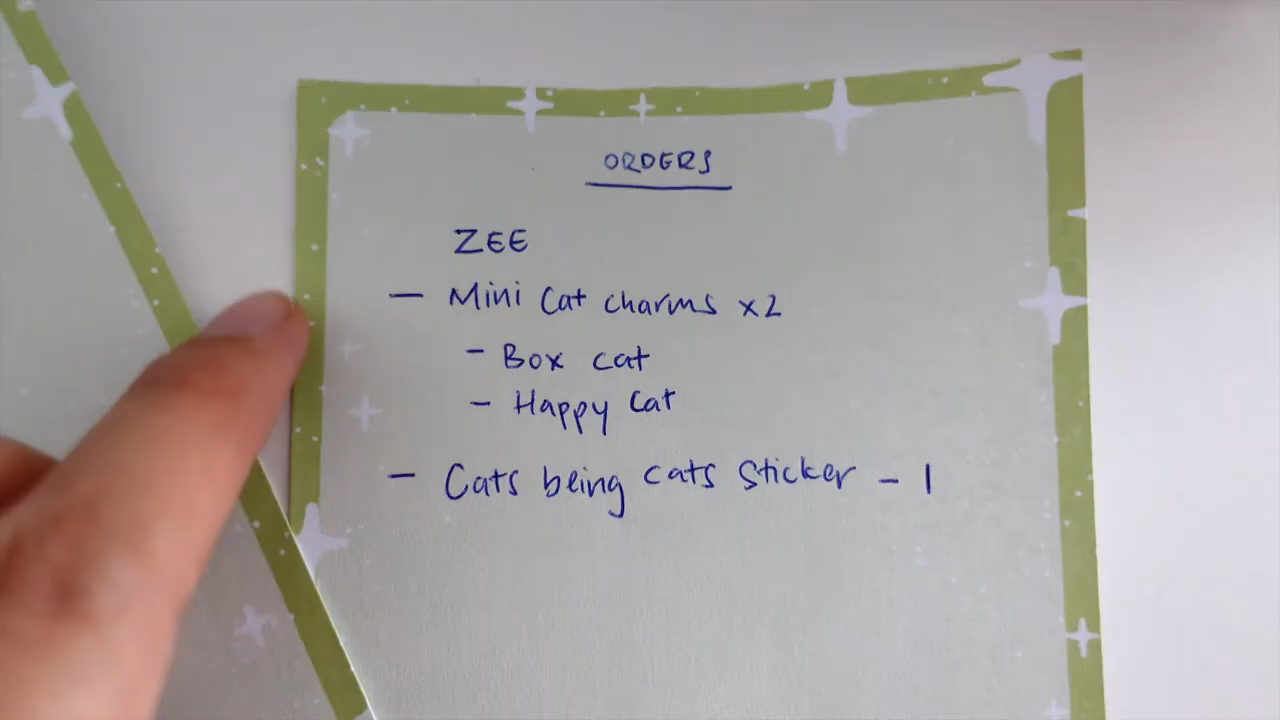 ORDERS
ZEE
— Mini Cat charms x2
- Box cat
- Happy Cat
— Cats being cats Sticker - 1